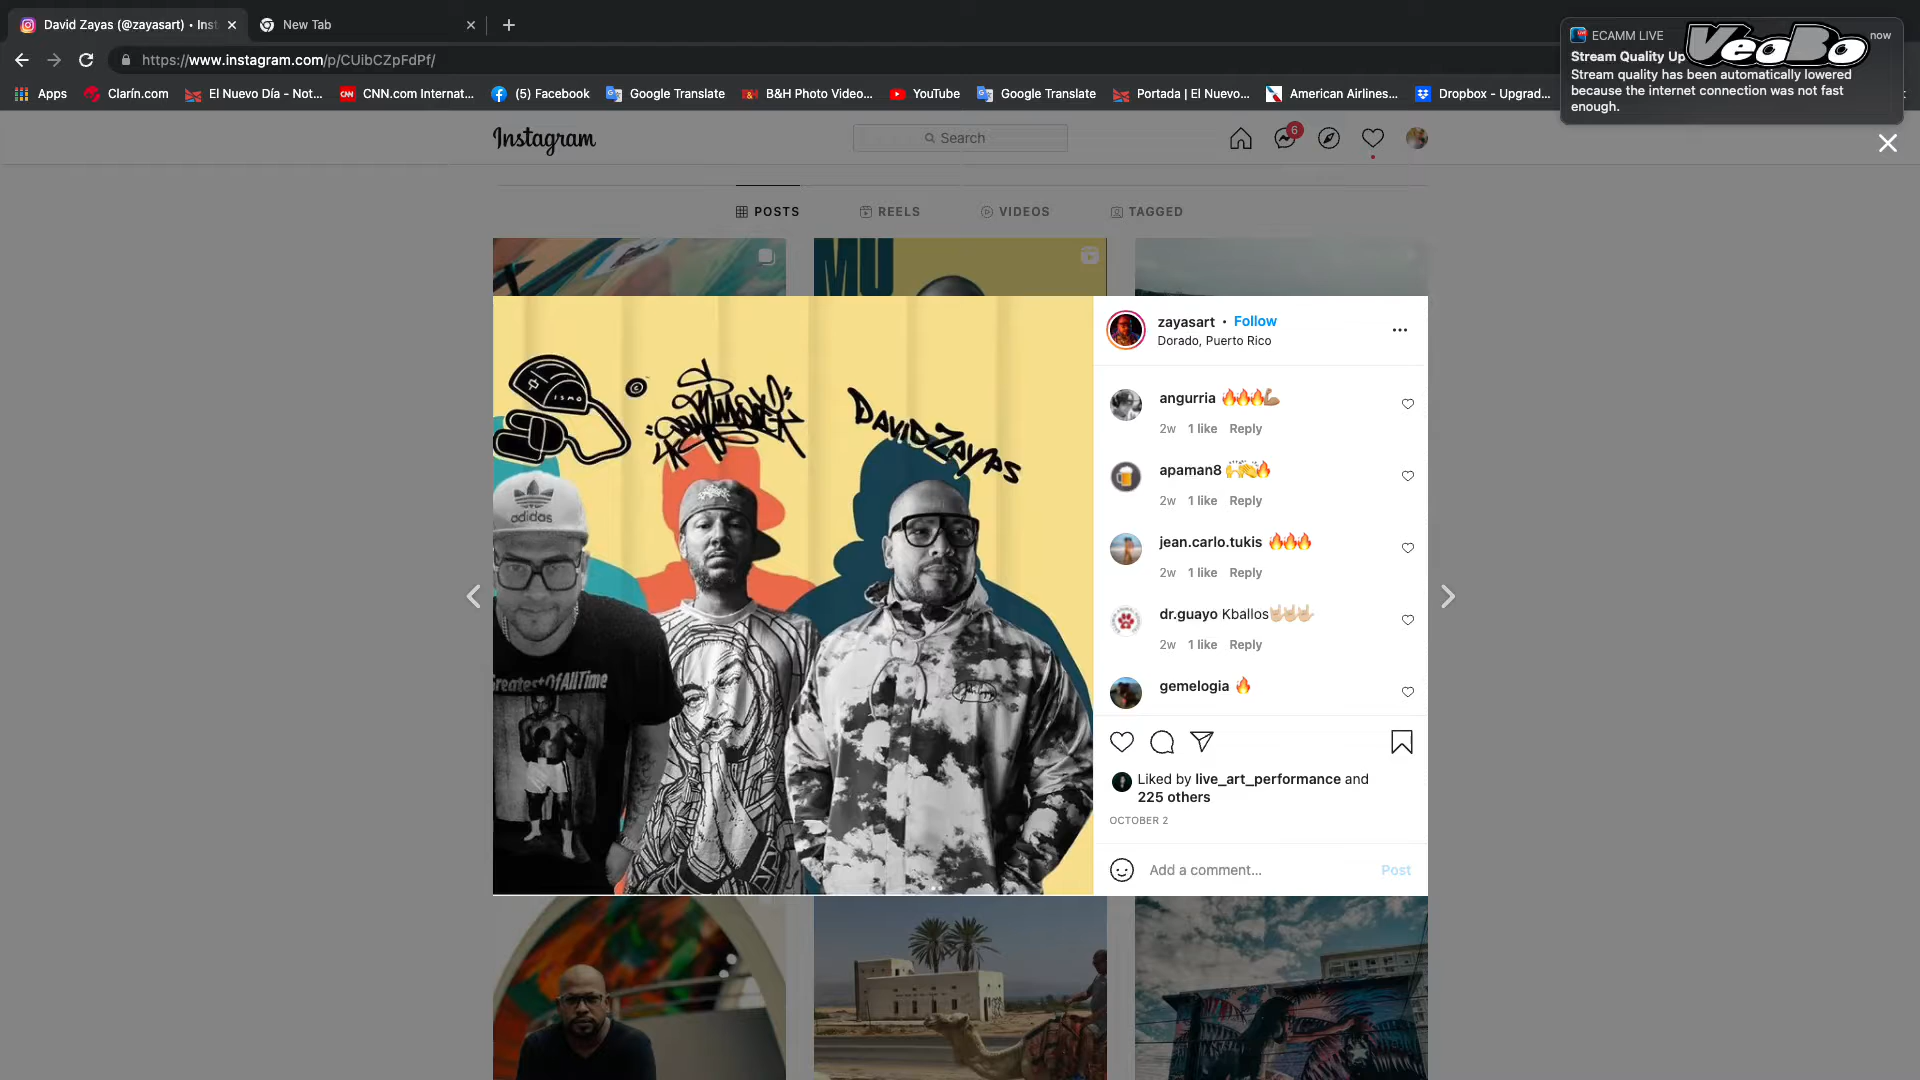 David Zayas (@zayasart) • Inst
New Tab
https://www.instagram.com/p/CUibCZpFdPf/
Apps
Clarín.com
El Nuevo Día - Not...
CNN.com Internat...
(5) Facebook
Google Translate
B&H Photo Video...
YouTube
Google Translate
Portada | El Nuevo...
American Airlines...
Dropbox - Upgrad...
ECAMM LIVE
now
VeoBo
Stream Quality Up
Stream quality has been automatically lowered
because the internet connection was not fast
enough.
Instagram
Search
6
POSTS
REELS
VIDEOS
TAGGED
MU
ISMO
©
DAVID ZAYAS
adidas
GreatestOfAllTime
zayasart • Follow
Dorado, Puerto Rico
angurria 🔥🔥🔥💪🏽
2w 1 like Reply
apaman8 🙌👏🔥
2w 1 like Reply
jean.carlo.tukis 🔥🔥🔥
2w 1 like Reply
dr.guayo Kballos🤟🏼🤟🏼🤟🏼
2w 1 like Reply
gemelogia 🔥
Liked by live_art_performance and
225 others
OCTOBER 2
Add a comment...
Post